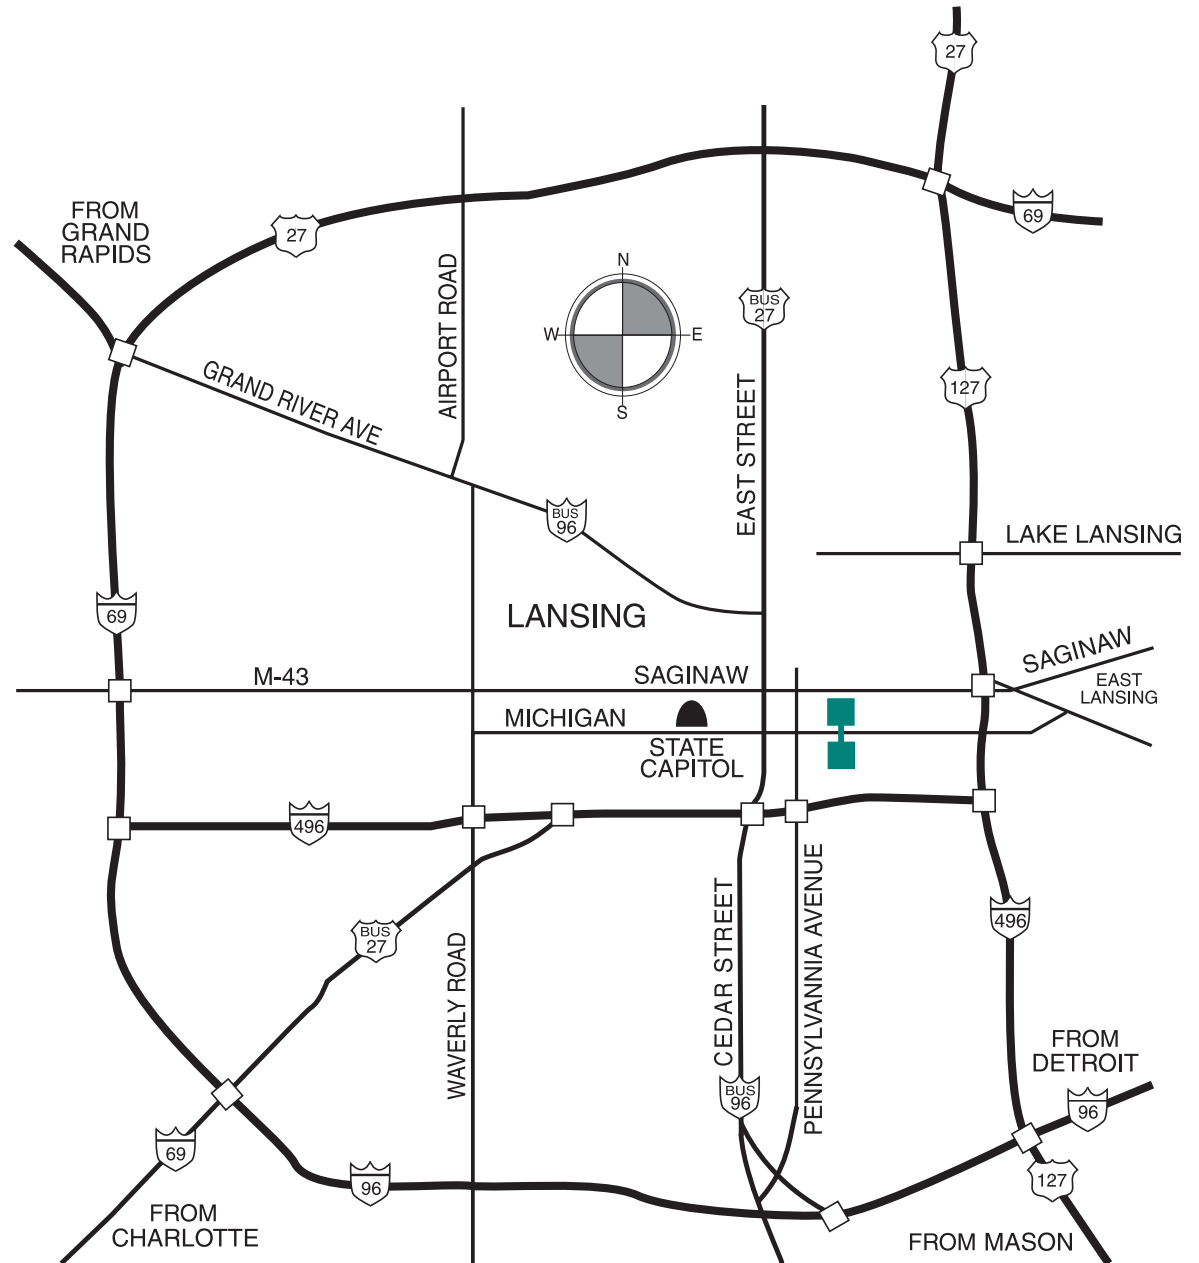 27
FROM
GRAND
RAPIDS
69
27
N
AIRPORT ROAD
BUS
27
W
E
GRAND RIVER AVE
127
S
EAST STREET
BUS
96
LAKE LANSING
69
LANSING
SAGINAW
M-43
SAGINAW
EAST
LANSING
MICHIGAN
STATE
CAPITOL
496
PENNSYLVANNIA AVENUE
CEDAR STREET
496
BUS
27
WAVERLY ROAD
FROM
DETROIT
BUS
96
96
69
96
127
FROM
CHARLOTTE
FROM MASON